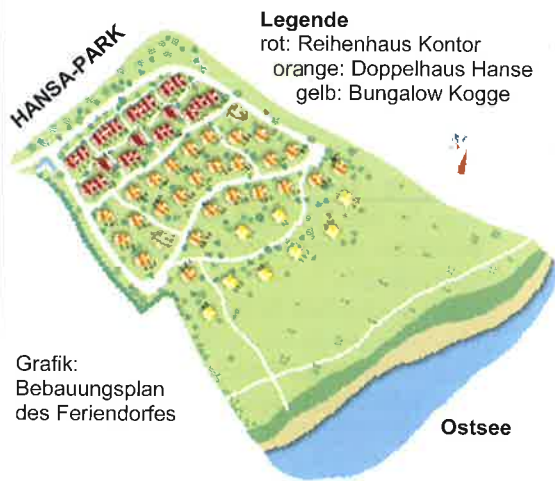 Legende
rot: Reihenhaus Kontor
orange: Doppelhaus Hanse
gelb: Bungalow Kogge
HANSA-PARK
Grafik:
Bebauungsplan
des Feriendorfes
Ostsee